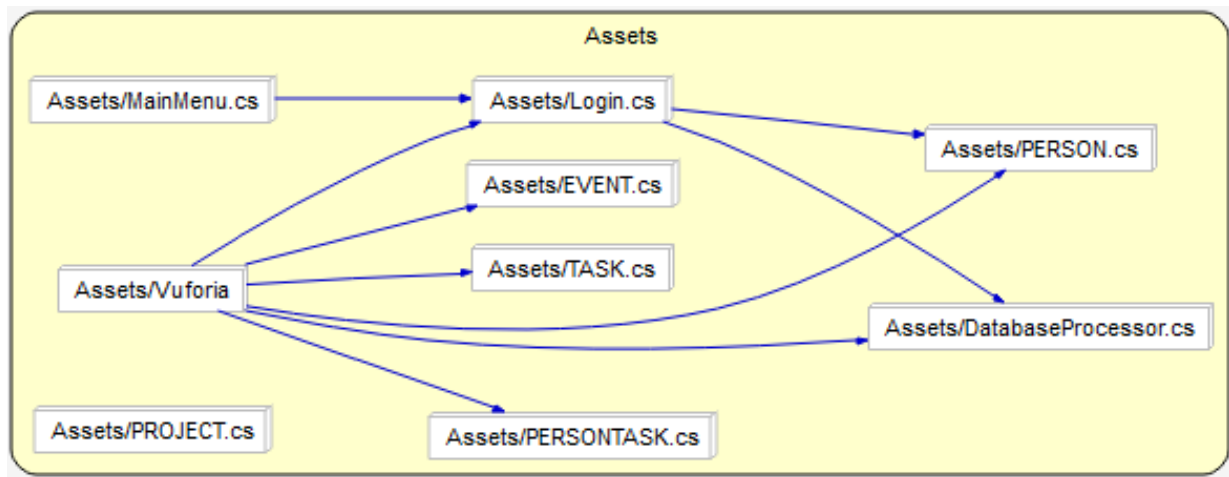 Assets
Assets/MainMenu.cs
Assets/Login.cs
Assets/PERSON.cs
Assets/EVENT.cs
Assets/TASK.cs
Assets/Vuforia
Assets/DatabaseProcessor.cs
Assets/PROJECT.cs
Assets/PERSONTASK.cs